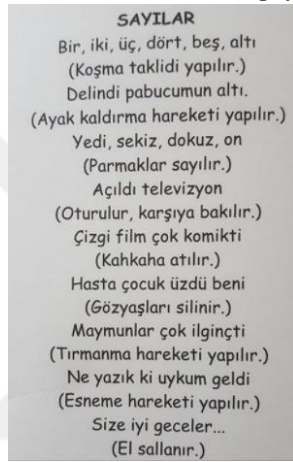 SAYILAR
Bir, iki, üç, dört, beş, altı
(Koşma taklidi yapılır.)
Delindi pabucumun altı.
(Ayak kaldırma hareketi yapılır.)
Yedi, sekiz, dokuz, on
(Parmaklar sayılır.)
Açıldı televizyon
(Oturulur, karşıya bakılır.)
Çizgi film çok komikti
(Kahkaha atılır.)
Hasta çocuk üzdü beni
(Gözyaşları silinir.)
Maymunlar çok ilginçti
(Tırmanma hareketi yapılır.)
Ne yazık ki uykum geldi
(Esneme hareketi yapılır.)
Size iyi geceler...
(El sallanır.)